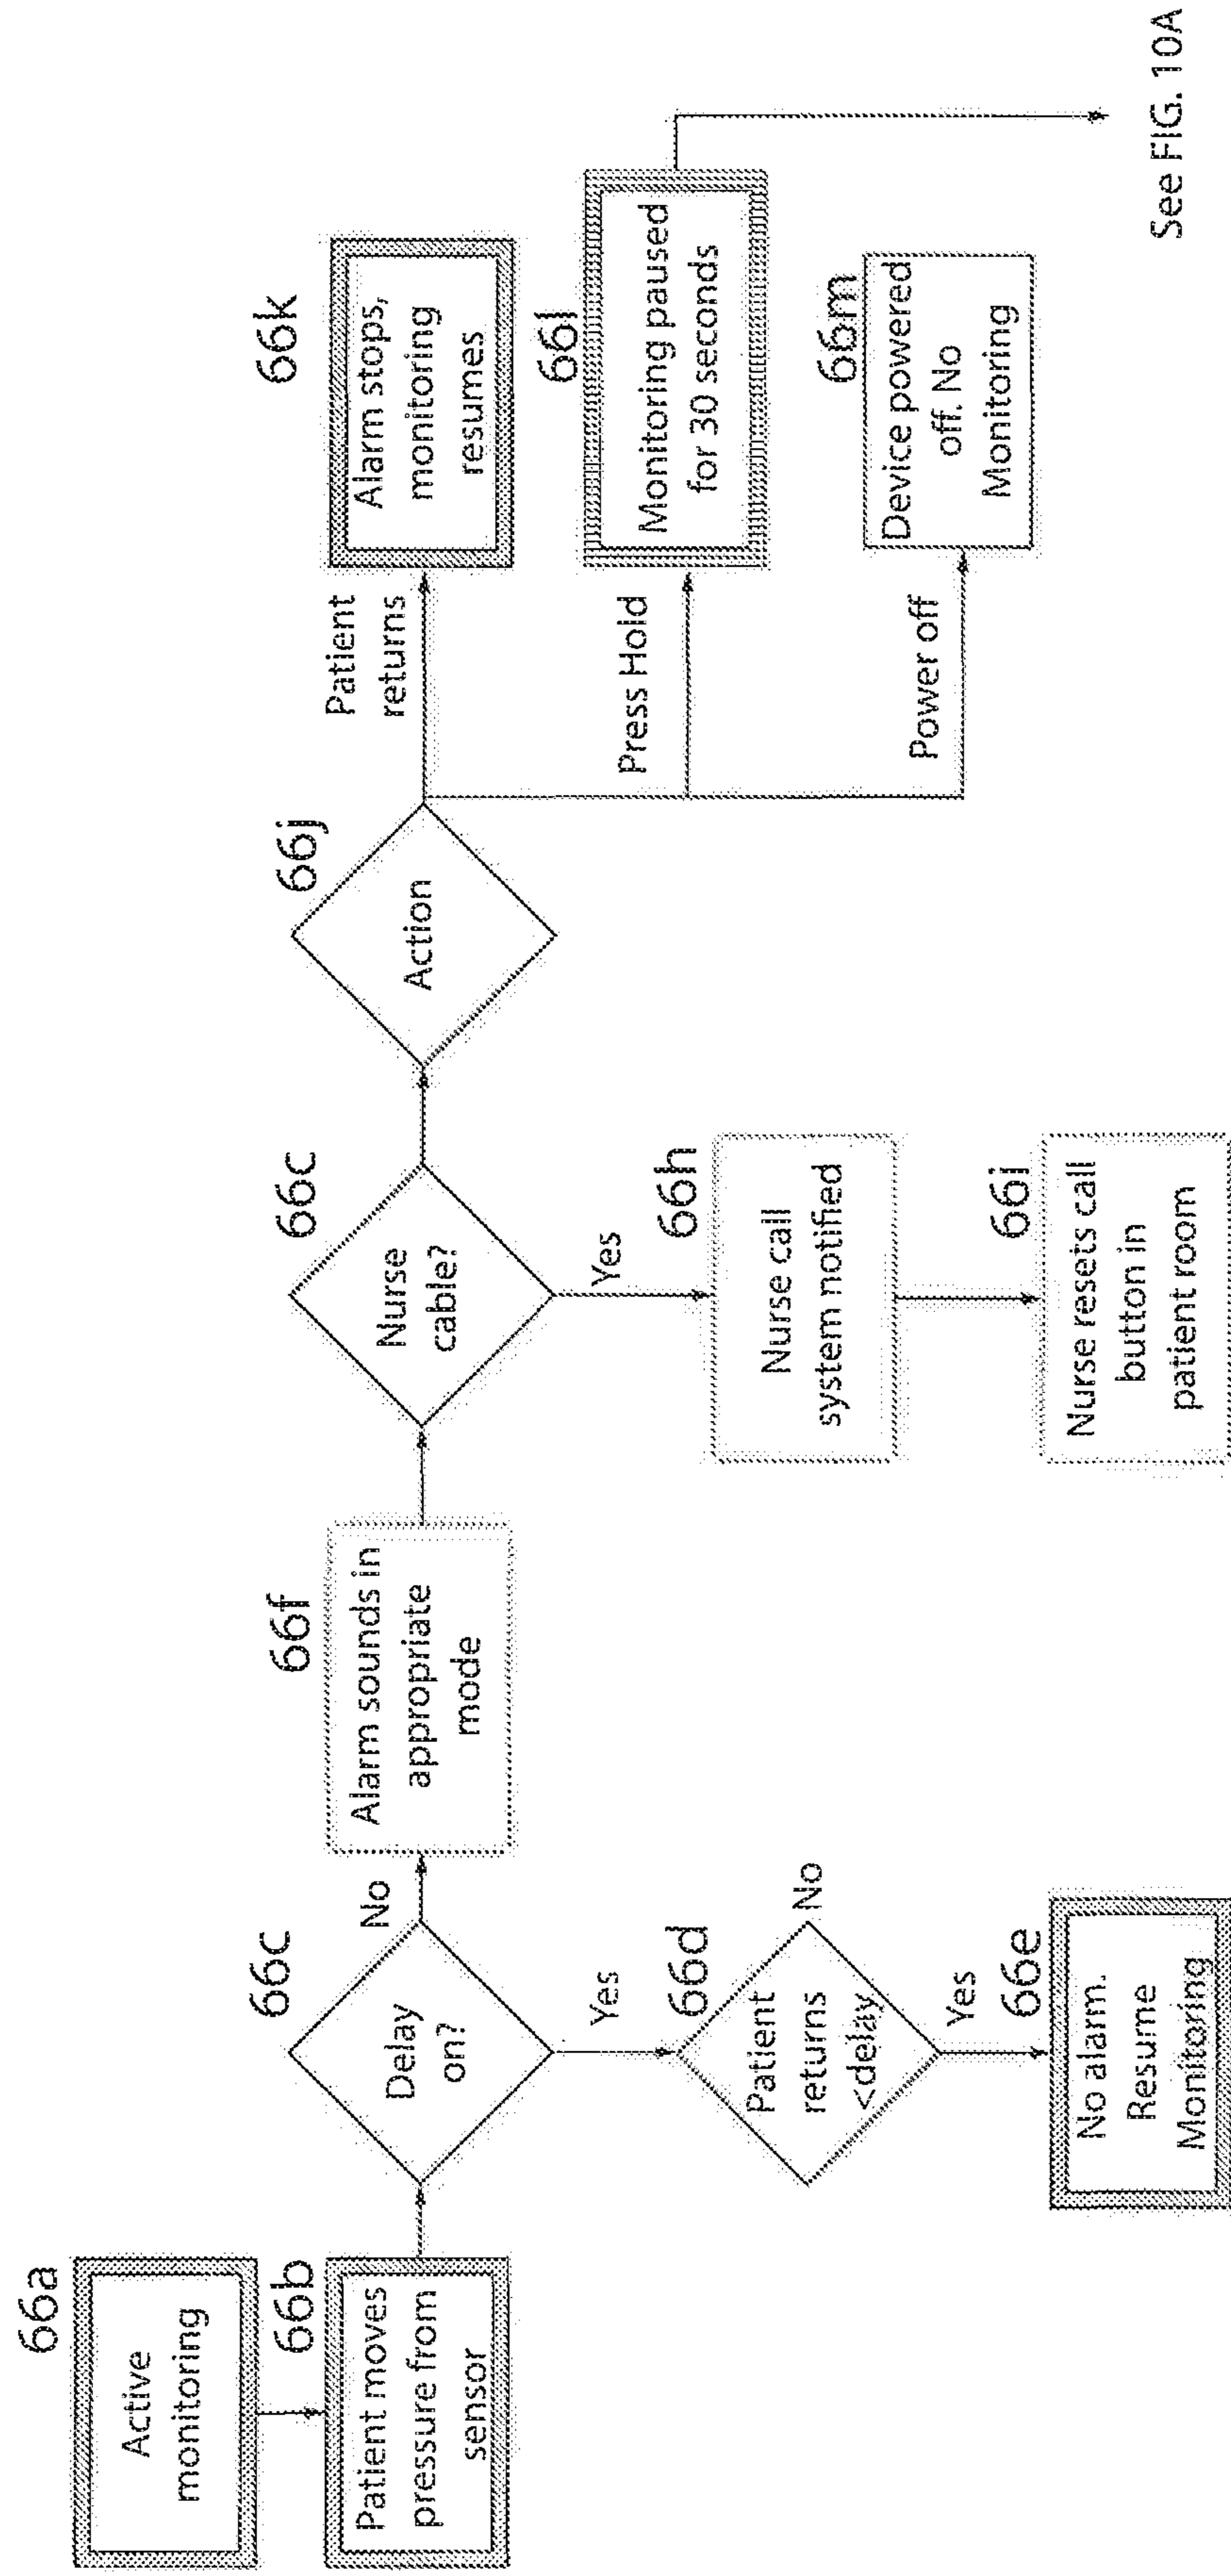 66a
Active
monitoring
66b
Patient moves
pressure from
sensor
66c
Delay
on?
No
Yes
66d
Patient
returns
<delay
No
Yes
66e
No alarm.
Resume
Monitoring
66f
Alarm sounds in
appropriate
mode
66c
Nurse
cable?
Yes
66h
Nurse call
system notified
66i
Nurse resets call
button in
patient room
66j
Action
Patient
returns
66k
Alarm stops,
monitoring
resumes
Press Hold
66l
Monitoring paused
for 30 seconds
Power off
66m
Device powered
off. No
Monitoring
See FIG. 10A